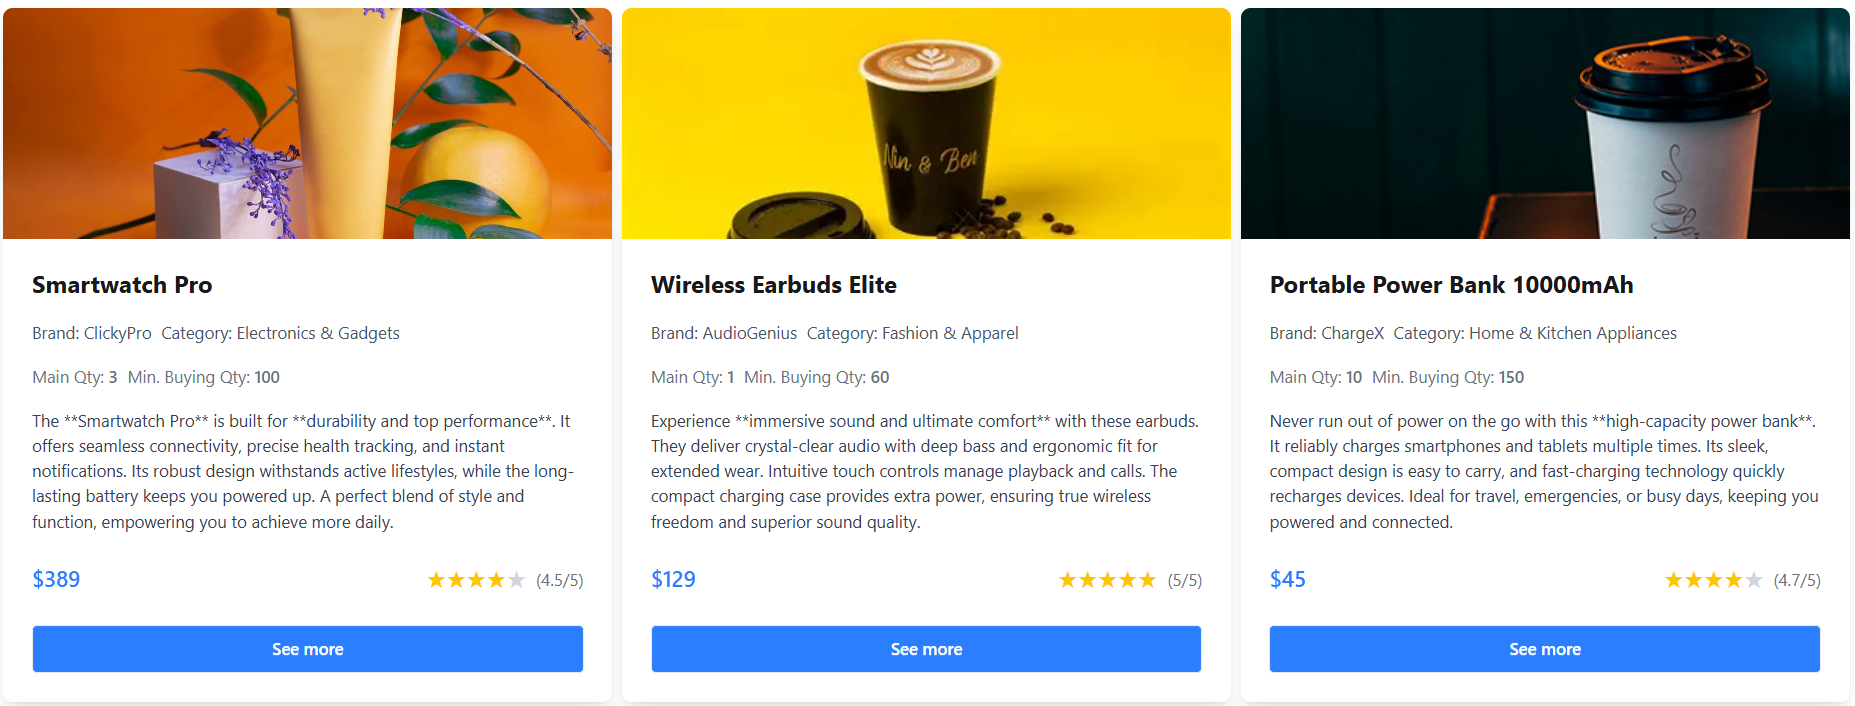 Nin & Ben
Smartwatch Pro
Brand: ClickyPro Category: Electronics & Gadgets
Main Qty: 3 Min. Buying Qty: 100
The **Smartwatch Pro** is built for **durability and top performance**. It
offers seamless connectivity, precise health tracking, and instant
notifications. Its robust design withstands active lifestyles, while the long-
lasting battery keeps you powered up. A perfect blend of style and
function, empowering you to achieve more daily.
$389
(4.5/5)
See more
Wireless Earbuds Elite
Brand: AudioGenius Category: Fashion & Apparel
Main Qty: 1 Min. Buying Qty: 60
Experience **immersive sound and ultimate comfort** with these earbuds.
They deliver crystal-clear audio with deep bass and ergonomic fit for
extended wear. Intuitive touch controls manage playback and calls. The
compact charging case provides extra power, ensuring true wireless
freedom and superior sound quality.
$129
(5/5)
See more
Portable Power Bank 10000mAh
Brand: ChargeX Category: Home & Kitchen Appliances
Main Qty: 10 Min. Buying Qty: 150
Never run out of power on the go with this **high-capacity power bank**.
It reliably charges smartphones and tablets multiple times. Its sleek,
compact design is easy to carry, and fast-charging technology quickly
recharges devices. Ideal for travel, emergencies, or busy days, keeping you
powered and connected.
$45
(4.7/5)
See more